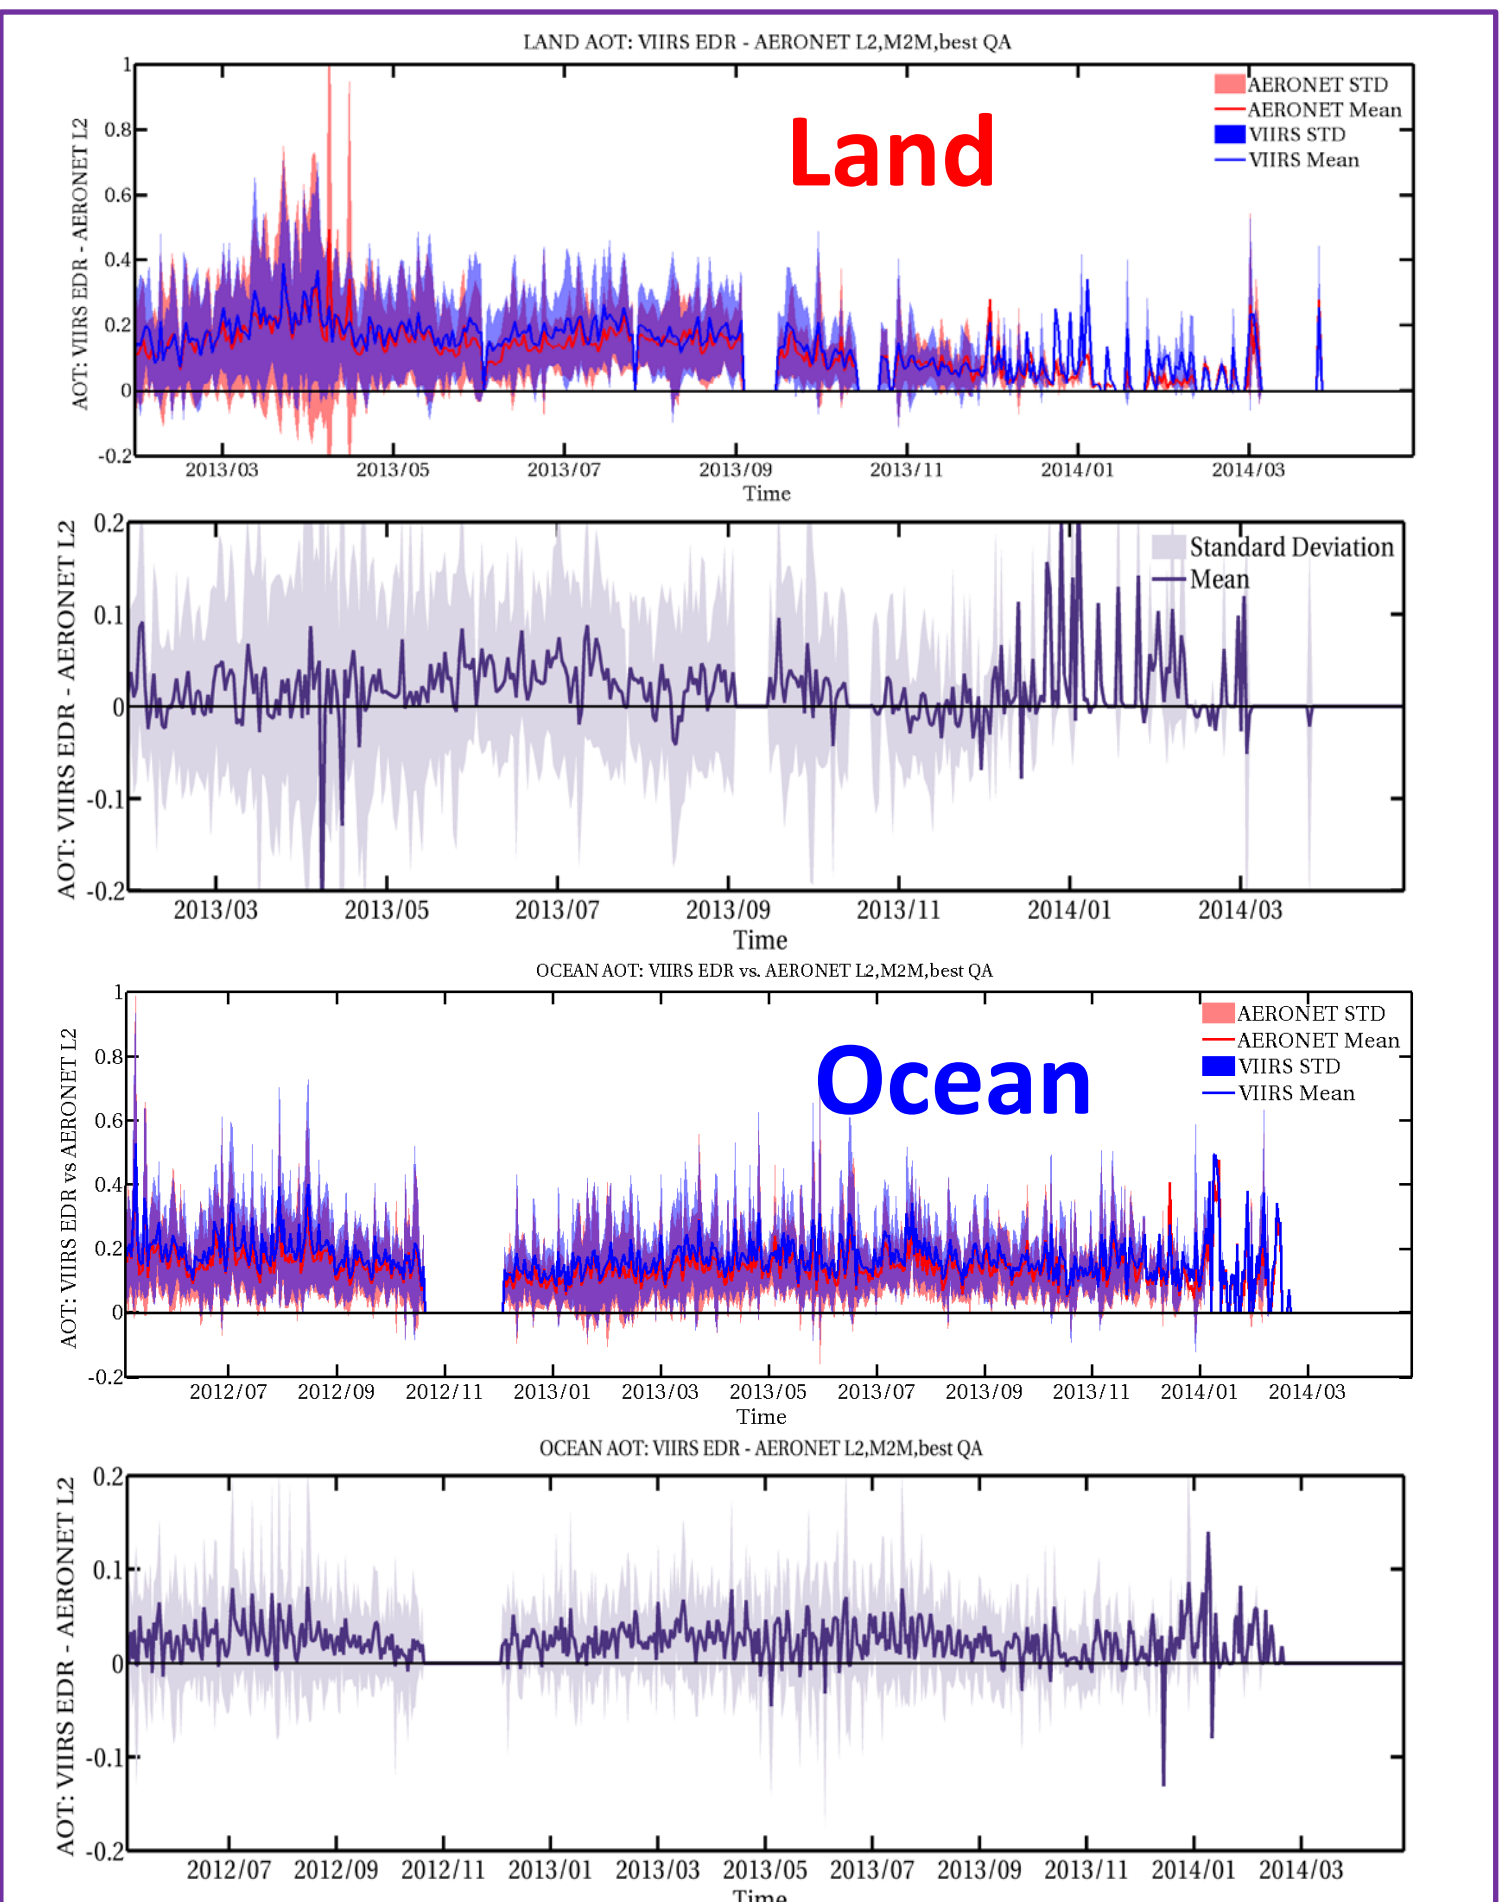 LAND AOT: VIIRS EDR - AERONET L2,M2M,best QA
AOT: VIIRS EDR - AERONET L2
1
0.8
0.6
0.4
0.2
0
-0.2
Land
AERONET STD
AERONET Mean
VIIRS STD
VIIRS Mean
2013/03 2013/05 2013/07 2013/09 2013/11 2014/01 2014/03
Time
AOT: VIIRS EDR - AERONET L2
0.2
0.1
0
-0.1
-0.2
Standard Deviation
Mean
2013/03 2013/05 2013/07 2013/09 2013/11 2014/01 2014/03
Time
OCEAN AOT: VIIRS EDR vs. AERONET L2,M2M,best QA
AOT: VIIRS EDR vs AERONET L2
1
0.8
0.6
0.4
0.2
0
-0.2
Ocean
AERONET STD
AERONET Mean
VIIRS STD
VIIRS Mean
2012/07 2012/09 2012/11 2013/01 2013/03 2013/05 2013/07 2013/09 2013/11 2014/01 2014/03
Time
OCEAN AOT: VIIRS EDR - AERONET L2,M2M,best QA
AOT: VIIRS EDR - AERONET L2
0.2
0.1
0
-0.1
-0.2
2012/07 2012/09 2012/11 2013/01 2013/03 2013/05 2013/07 2013/09 2013/11 2014/01 2014/03
Time